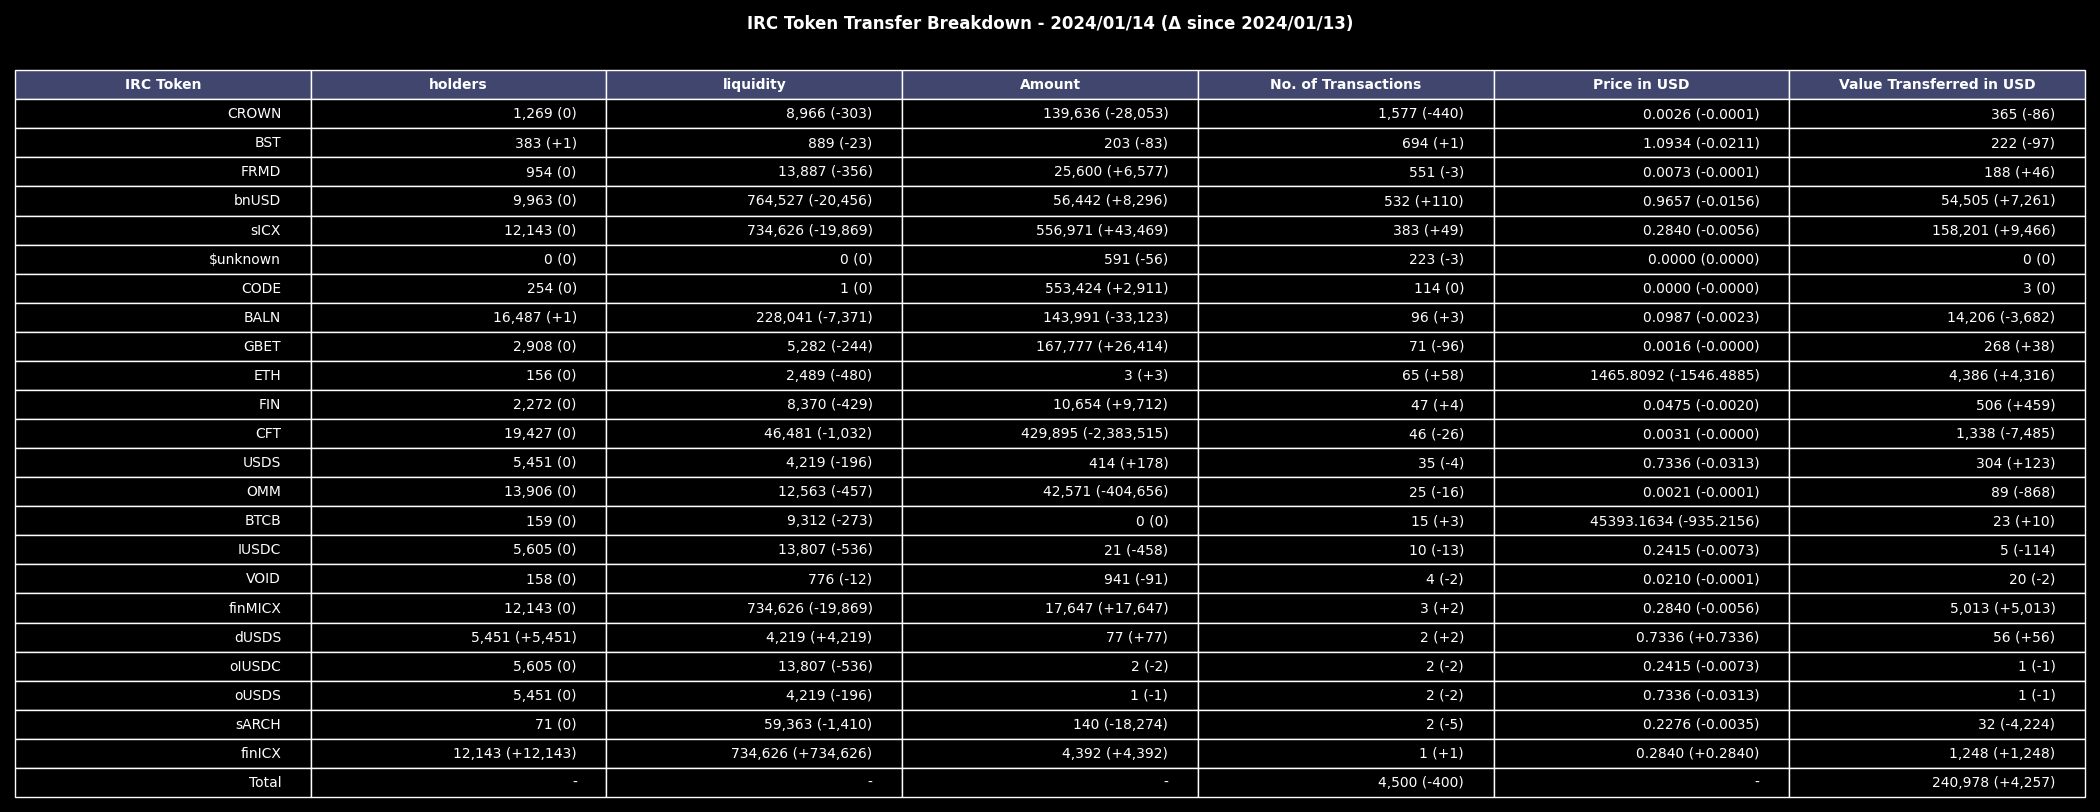 IRC Token Transfer Breakdown - 2024/01/14 (Δ since 2024/01/13)
IRC Token holders liquidity Amount No. of Transactions Price in USD Value Transferred in USD
CROWN 1,269 (0) 8,966 (-303) 139,636 (-28,053) 1,577 (-440) 0.0026 (-0.0001) 365 (-86)
BST 383 (+1) 889 (-23) 203 (-83) 694 (+1) 1.0934 (-0.0211) 222 (-97)
FRMD 954 (0) 13,887 (-356) 25,600 (+6,577) 551 (-3) 0.0073 (-0.0001) 188 (+46)
bnUSD 9,963 (0) 764,527 (-20,456) 56,442 (+8,296) 532 (+110) 0.9657 (-0.0156) 54,505 (+7,261)
sICX 12,143 (0) 734,626 (-19,869) 556,971 (+43,469) 383 (+49) 0.2840 (-0.0056) 158,201 (+9,466)
$unknown 0 (0) 0 (0) 591 (-56) 223 (-3) 0.0000 (0.0000) 0 (0)
CODE 254 (0) 1 (0) 553,424 (+2,911) 114 (0) 0.0000 (-0.0000) 3 (0)
BALN 16,487 (+1) 228,041 (-7,371) 143,991 (-33,123) 96 (+3) 0.0987 (-0.0023) 14,206 (-3,682)
GBET 2,908 (0) 5,282 (-244) 167,777 (+26,414) 71 (-96) 0.0016 (-0.0000) 268 (+38)
ETH 156 (0) 2,489 (-480) 3 (+3) 65 (+58) 1465.8092 (-1546.4885) 4,386 (+4,316)
FIN 2,272 (0) 8,370 (-429) 10,654 (+9,712) 47 (+4) 0.0475 (-0.0020) 506 (+459)
CFT 19,427 (0) 46,481 (-1,032) 429,895 (-2,383,515) 46 (-26) 0.0031 (-0.0000) 1,338 (-7,485)
USDS 5,451 (0) 4,219 (-196) 414 (+178) 35 (-4) 0.7336 (-0.0313) 304 (+123)
OMM 13,906 (0) 12,563 (-457) 42,571 (-404,656) 25 (-16) 0.0021 (-0.0001) 89 (-868)
BTCB 159 (0) 9,312 (-273) 0 (0) 15 (+3) 45393.1634 (-935.2156) 23 (+10)
IUSDC 5,605 (0) 13,807 (-536) 21 (-458) 10 (-13) 0.2415 (-0.0073) 5 (-114)
VOID 158 (0) 776 (-12) 941 (-91) 4 (-2) 0.0210 (-0.0001) 20 (-2)
finMICX 12,143 (0) 734,626 (-19,869) 17,647 (+17,647) 3 (+2) 0.2840 (-0.0056) 5,013 (+5,013)
dUSDS 5,451 (+5,451) 4,219 (+4,219) 77 (+77) 2 (+2) 0.7336 (+0.7336) 56 (+56)
oIUSDC 5,605 (0) 13,807 (-536) 2 (-2) 2 (-2) 0.2415 (-0.0073) 1 (-1)
oUSDS 5,451 (0) 4,219 (-196) 1 (-1) 2 (-2) 0.7336 (-0.0313) 1 (-1)
sARCH 71 (0) 59,363 (-1,410) 140 (-18,274) 2 (-5) 0.2276 (-0.0035) 32 (-4,224)
finICX 12,143 (+12,143) 734,626 (+734,626) 4,392 (+4,392) 1 (+1) 0.2840 (+0.2840) 1,248 (+1,248)
Total - - - 4,500 (-400) - 240,978 (+4,257)